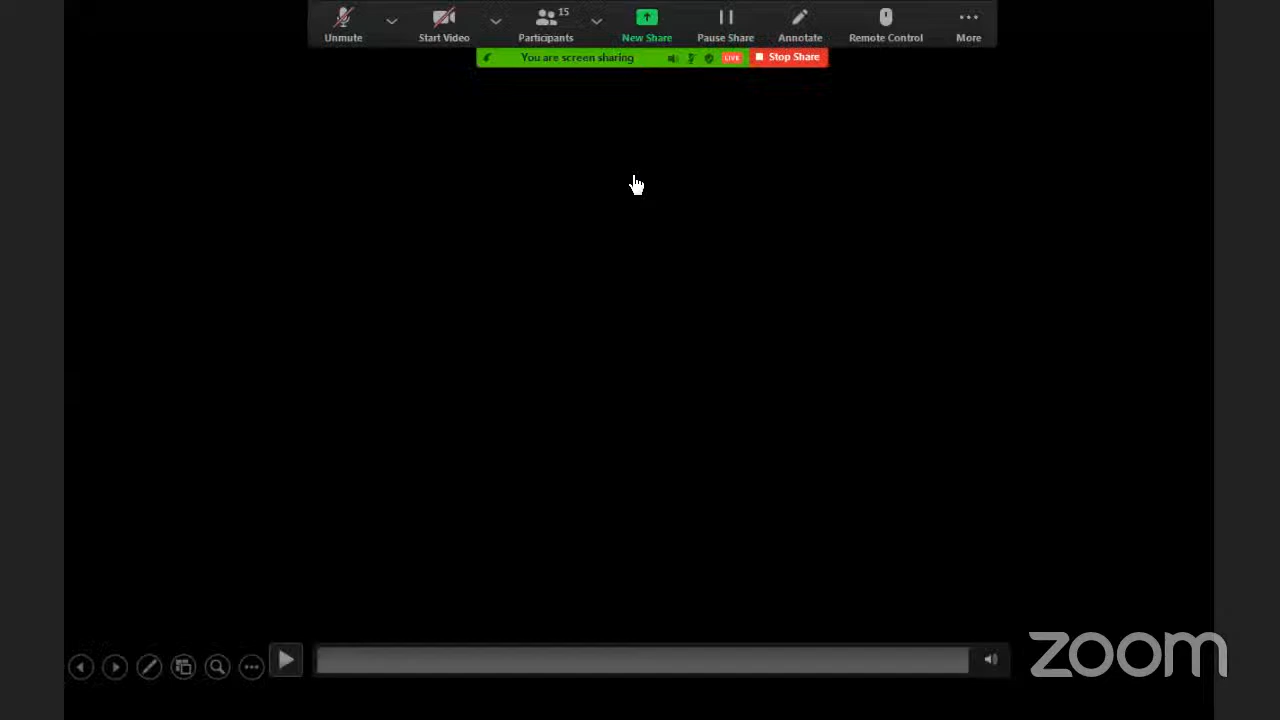 15
Unmute Start Video Participants New Share Pause Share Annotate Remote Control More
You are screen sharing LIVE Stop Share
zoom